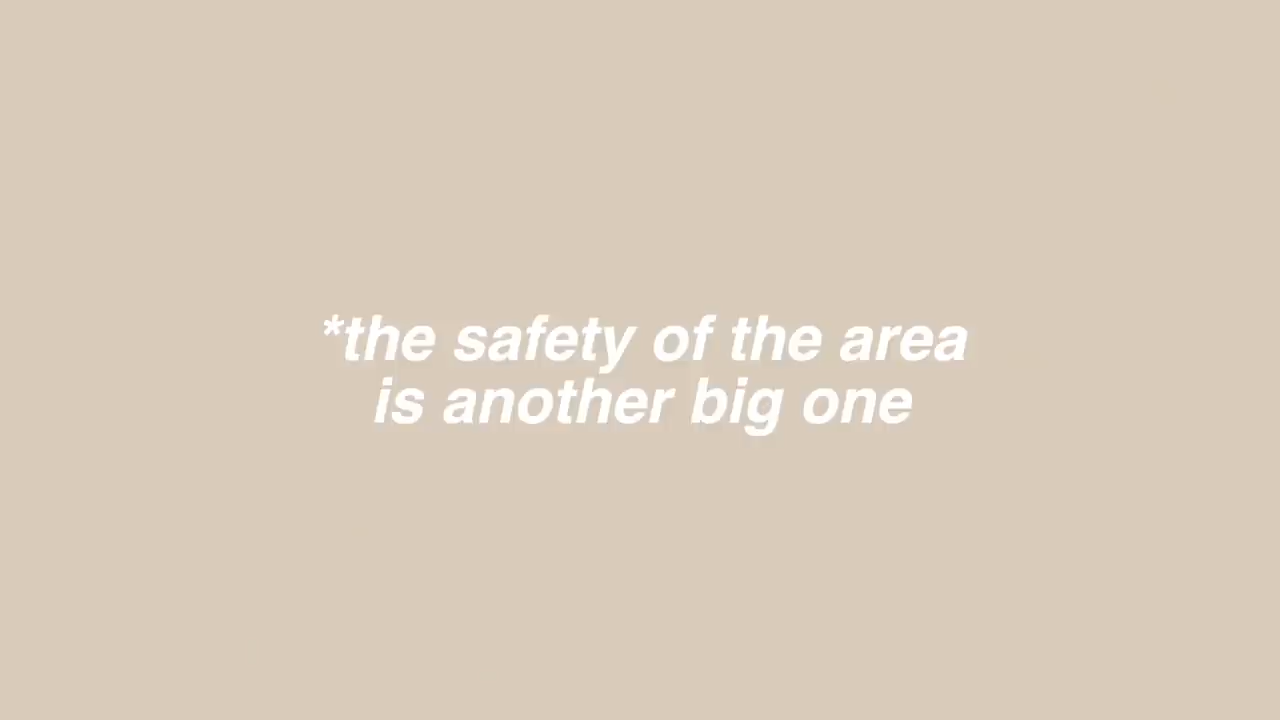 *the safety of the area
is another big one